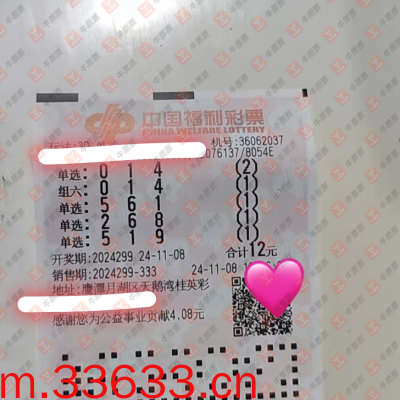 中国福利彩票
CHINA WELFARE LOTTERY
机号:36062037
076137/8054E
单选: 0 1 4 (2)
组六: 0 1 4 (1)
单选: 5 6 1 (1)
单选: 2 6 8 (1)
单选: 5 1 9 (1)
开奖期:2024299 24-11-08 合计12元
销售期:2024299-333 24-11-08
地址:鹰潭月湖区天鹅湾桂英彩
感谢您为公益事业贡献4.08元
m.33633.cn